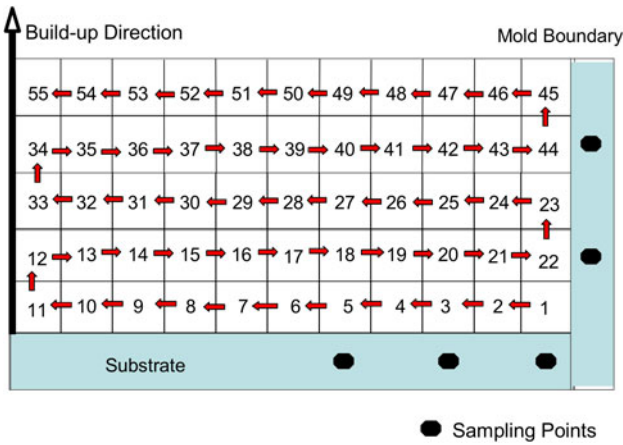 Build-up Direction
Mold Boundary
55 54 53 52 51 50 49 48 47 46 45
34 35 36 37 38 39 40 41 42 43 44
33 32 31 30 29 28 27 26 25 24 23
12 13 14 15 16 17 18 19 20 21 22
11 10 9 8 7 6 5 4 3 2 1
Substrate
Sampling Points